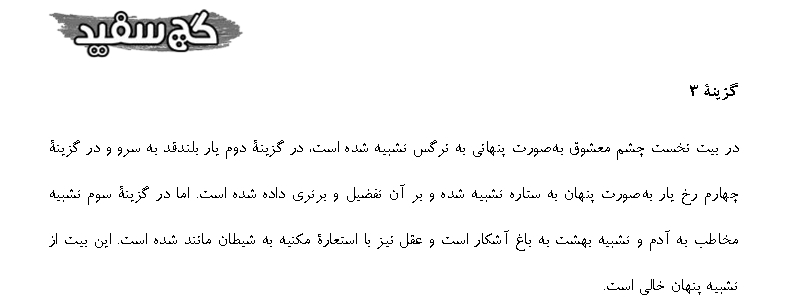 گچ سفید
گزینهٔ ۳
در بیت نخست چشم معشوق به‌صورت پنهانی به نرگس تشبیه شده است، در گزینهٔ دوم یار بلندقد به سرو و در گزینهٔ
چهارم رخ یار به‌صورت پنهان به ستاره تشبیه شده و بر آن تفضیل و برتری داده شده است. اما در گزینهٔ سوم تشبیه
مخاطب به آدم و تشبیه بهشت به باغ آشکار است و عقل نیز با استعارهٔ مکنیه به شیطان مانند شده است. این بیت از
تشبیه پنهان خالی است.